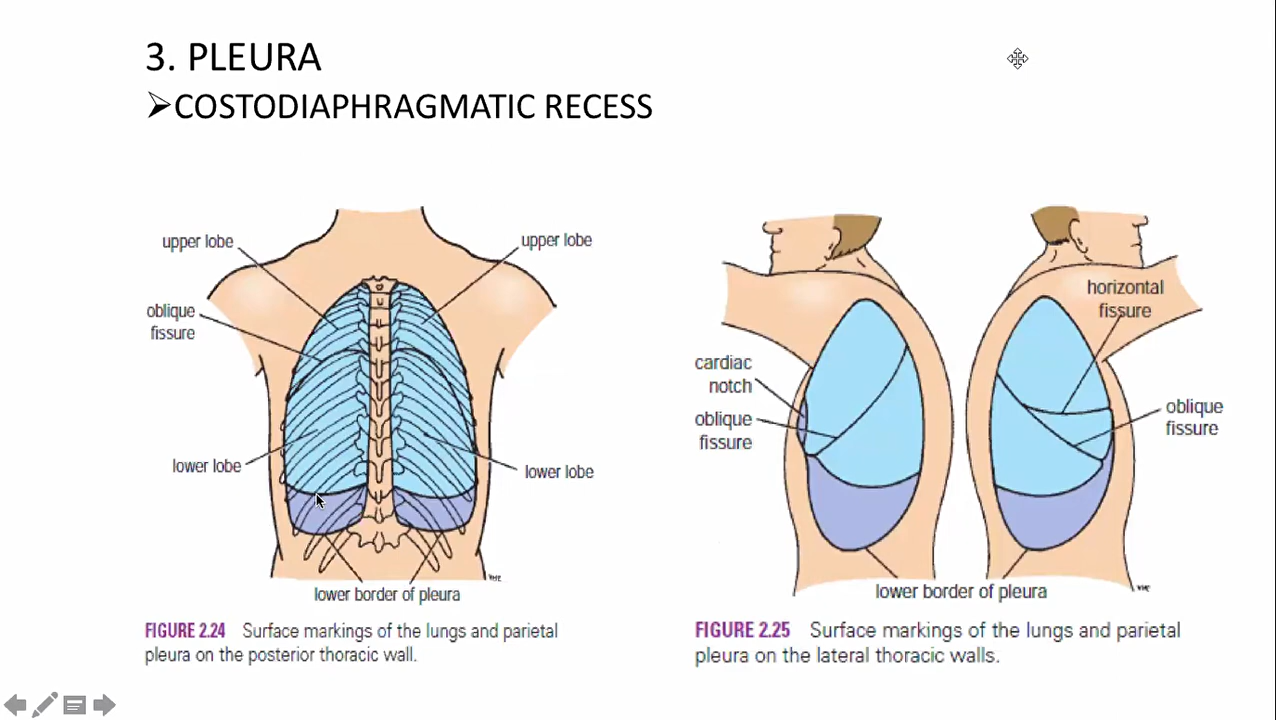 3. PLEURA
➢COSTODIAPHRAGMATIC RECESS
upper lobe
upper lobe
oblique
fissure
lower lobe
lower lobe
lower border of pleura
FIGURE 2.24 Surface markings of the lungs and parietal
pleura on the posterior thoracic wall.
horizontal
fissure
cardiac
notch
oblique
fissure
oblique
fissure
lower border of pleura
FIGURE 2.25 Surface markings of the lungs and parietal
pleura on the lateral thoracic walls.